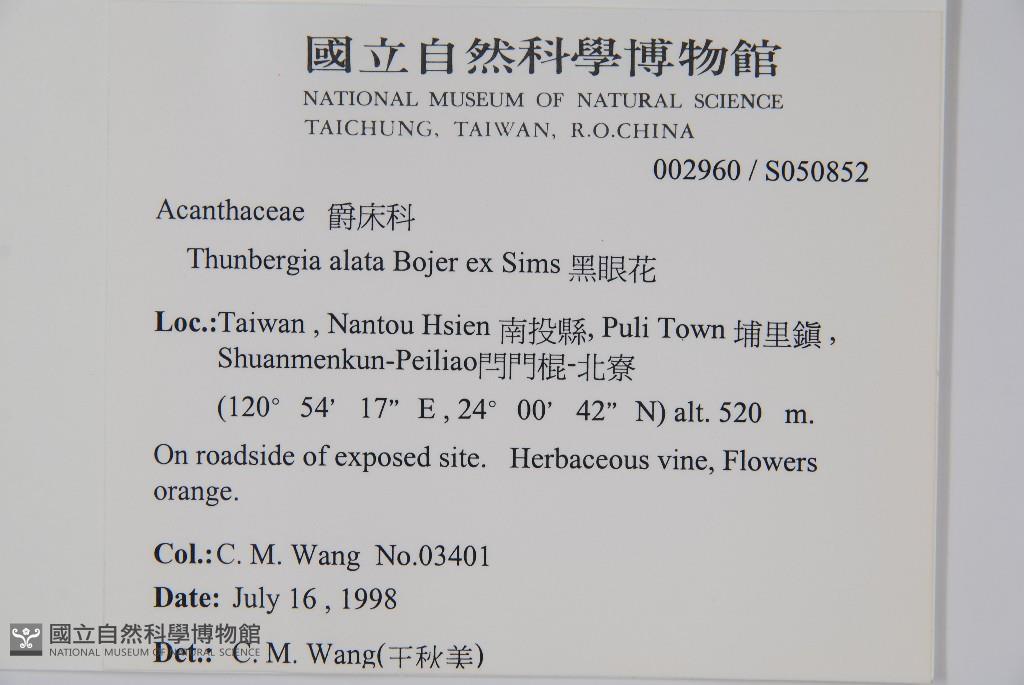 國立自然科學博物館
NATIONAL MUSEUM OF NATURAL SCIENCE
TAICHUNG, TAIWAN, R.O.CHINA
002960 / S050852
Acanthaceae 爵床科
Thunbergia alata Bojer ex Sims 黑眼花
Loc.:Taiwan , Nantou Hsien 南投縣, Puli Town 埔里鎮 ,
Shuanmenkun-Peiliao閂門棍-北寮
(120° 54’ 17” E , 24° 00’ 42” N) alt. 520 m.
On roadside of exposed site. Herbaceous vine, Flowers
orange.
Col.:C. M. Wang No.03401
Date: July 16 , 1998
Det.: C. M. Wang(王秋美)
國立自然科學博物館
NATIONAL MUSEUM OF NATURAL SCIENCE